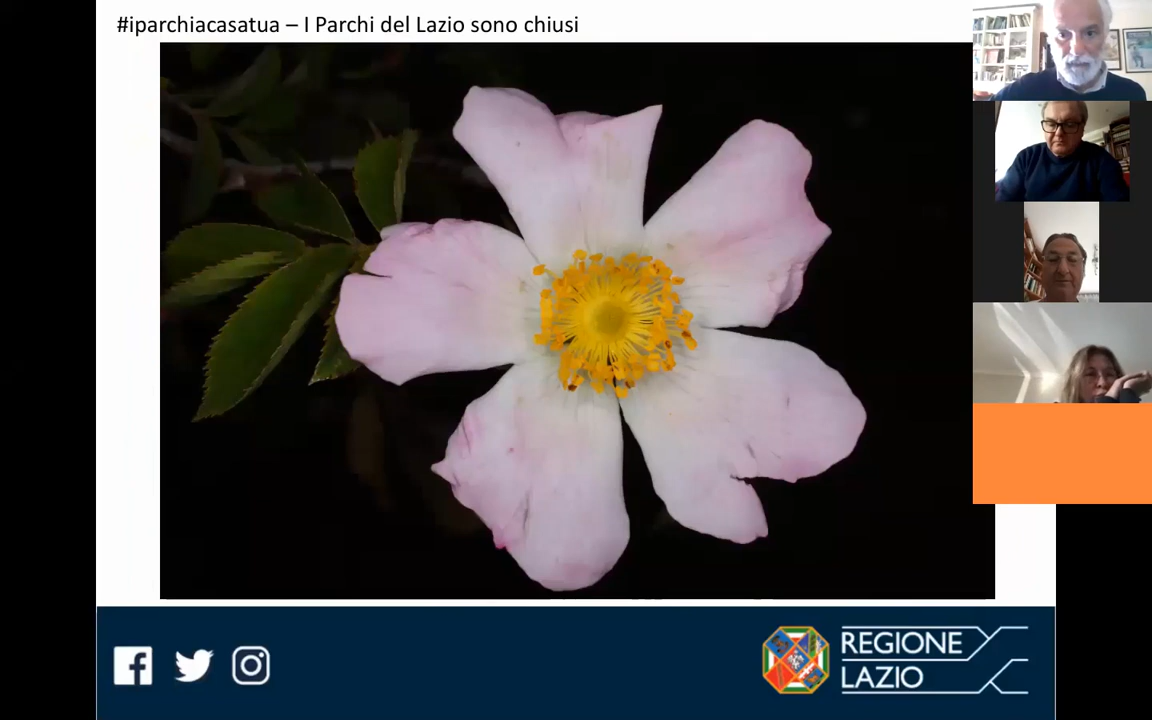 #iparchiacasatua – I Parchi del Lazio sono chiusi
REGIONE
LAZIO